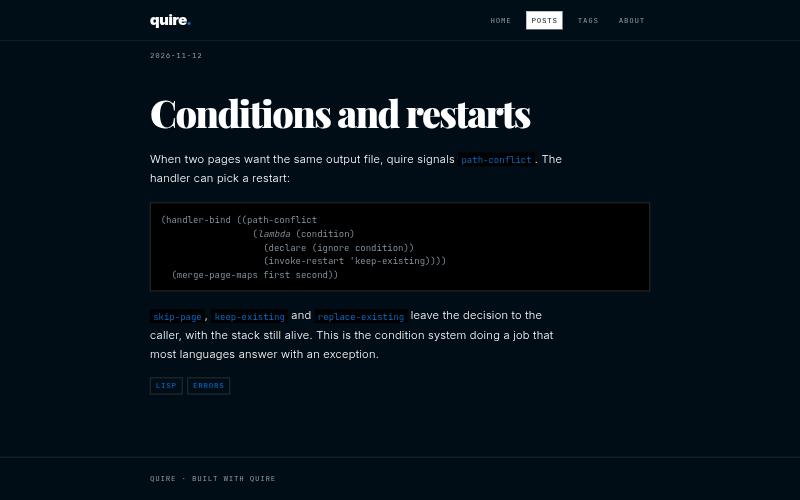 quire.
HOME POSTS TAGS ABOUT
2026-11-12
Conditions and restarts
When two pages want the same output file, quire signals path-conflict. The
handler can pick a restart:
(handler-bind ((path-conflict
                 (lambda (condition)
                   (declare (ignore condition))
                   (invoke-restart 'keep-existing))))
  (merge-page-maps first second))
skip-page, keep-existing and replace-existing leave the decision to the
caller, with the stack still alive. This is the condition system doing a job that
most languages answer with an exception.
LISP ERRORS
QUIRE · BUILT WITH QUIRE